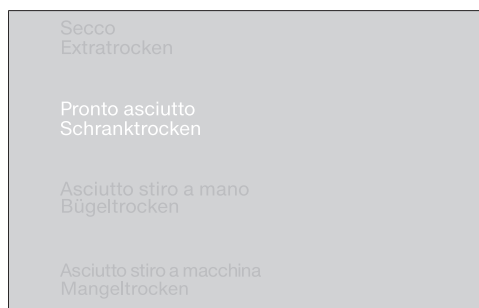 Secco
Extratrocken
Pronto asciutto
Schranktrocken
Asciutto stiro a mano
Bügeltrocken
Asciutto stiro a macchina
Mangeltrocken